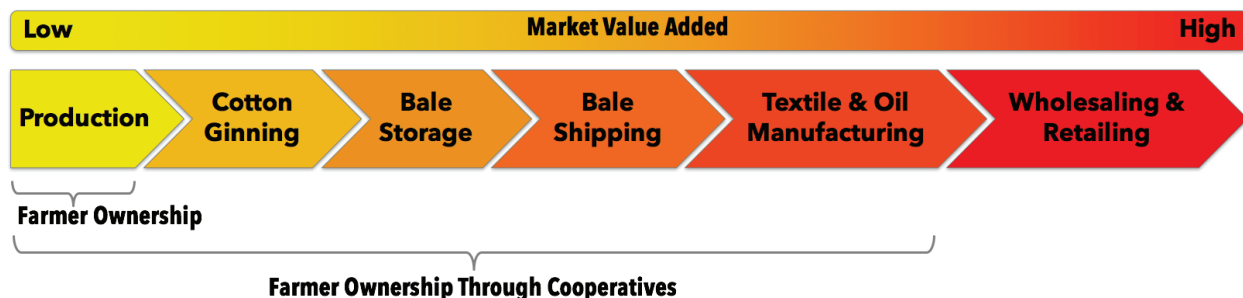 Low Market Value Added High
Production
Cotton
Ginning
Bale
Storage
Bale
Shipping
Textile & Oil
Manufacturing
Wholesaling &
Retailing
Farmer Ownership
Farmer Ownership Through Cooperatives